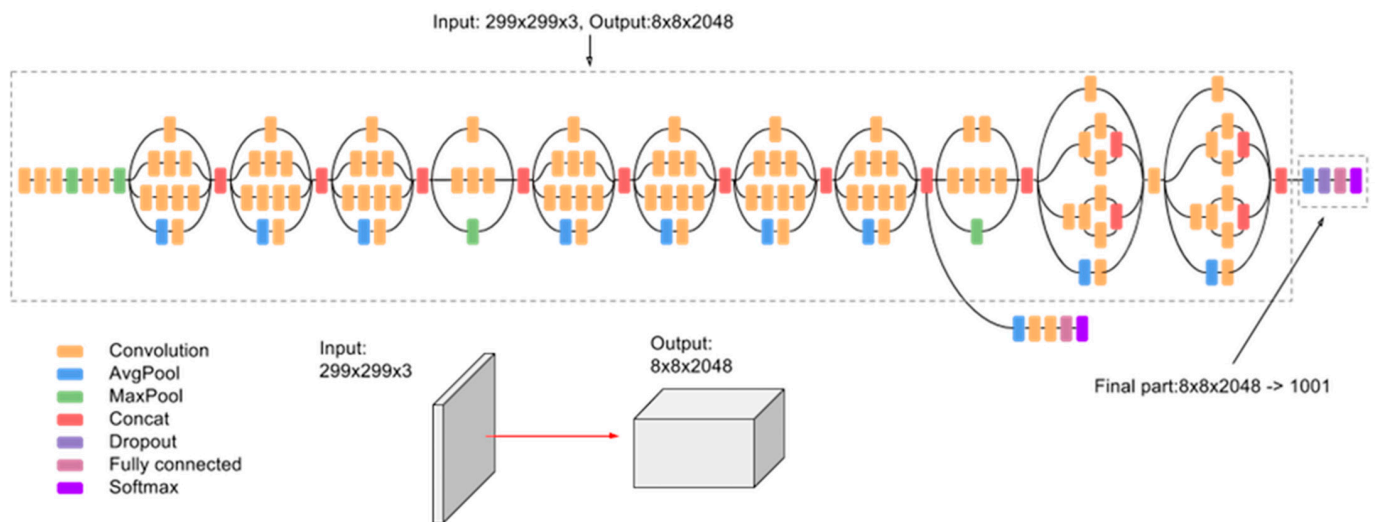 Input: 299x299x3, Output:8x8x2048
Convolution
AvgPool
MaxPool
Concat
Dropout
Fully connected
Softmax
Input:
299x299x3
Output:
8x8x2048
Final part:8x8x2048 -> 1001